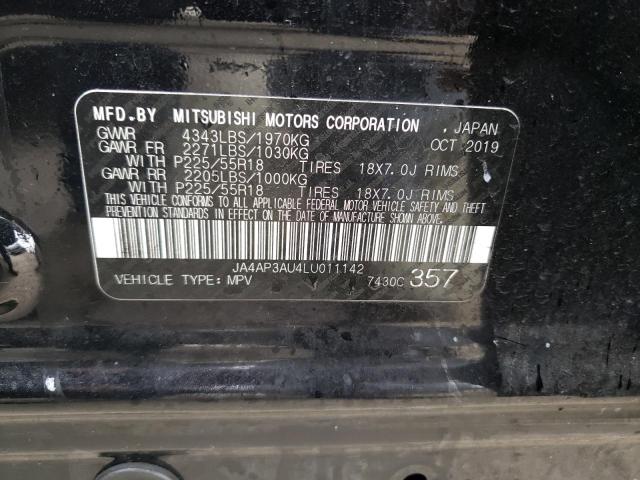 MFD.BY MITSUBISHI MOTORS CORPORATION , JAPAN
GVWR 4343LBS/1970KG OCT.2019
GAWR FR 2271LBS/1030KG
WITH P225/55R18 TIRES 18X7.0J RIMS
GAWR RR 2205LBS/1000KG
WITH P225/55R18 TIRES 18X7.0J RIMS
THIS VEHICLE CONFORMS TO ALL APPLICABLE FEDERAL MOTOR VEHICLE SAFETY AND THEFT
PREVENTION STANDARDS IN EFFECT ON THE DATE OF MANUFACTURE SHOWN ABOVE.
JA4AP3AU4LU011142
VEHICLE TYPE: MPV 7430C 357